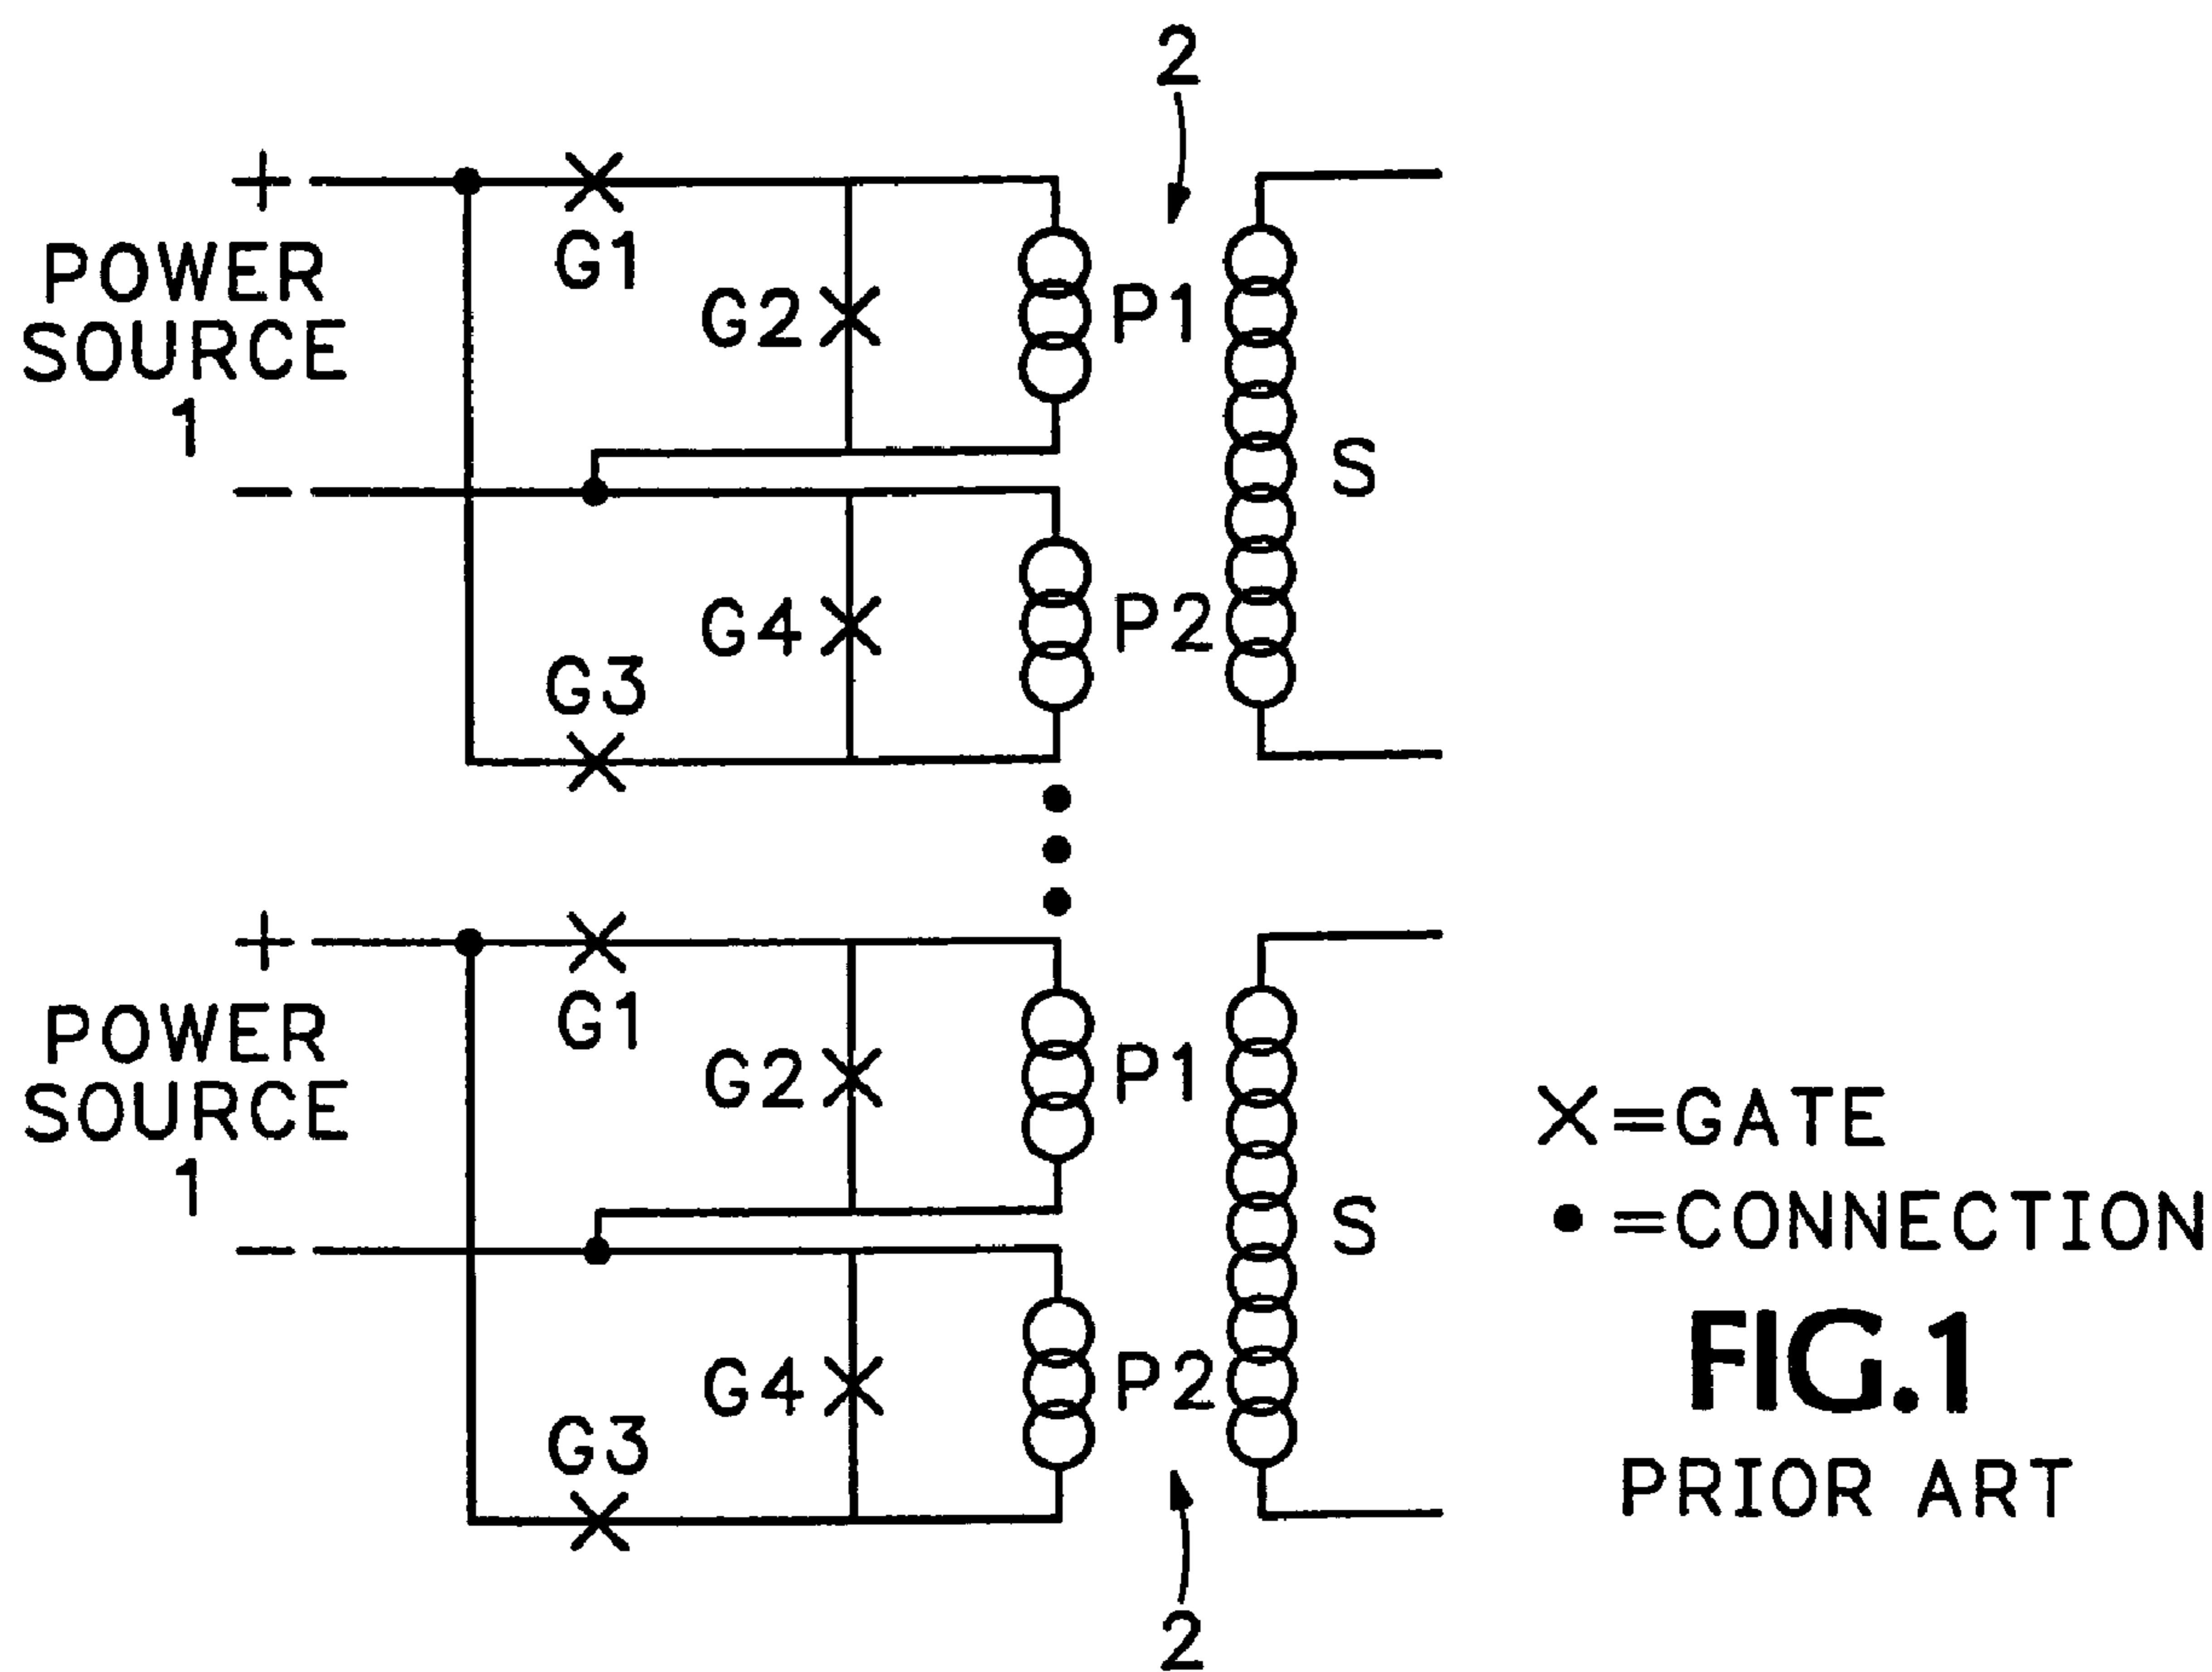 2
+
G1
POWER
SOURCE
1
G2
P1
S
−
G4
P2
G3
+
G1
POWER
SOURCE
1
G2
P1
S
−
G4
P2
G3
2
X=GATE
●=CONNECTION
FIG.1
PRIOR ART